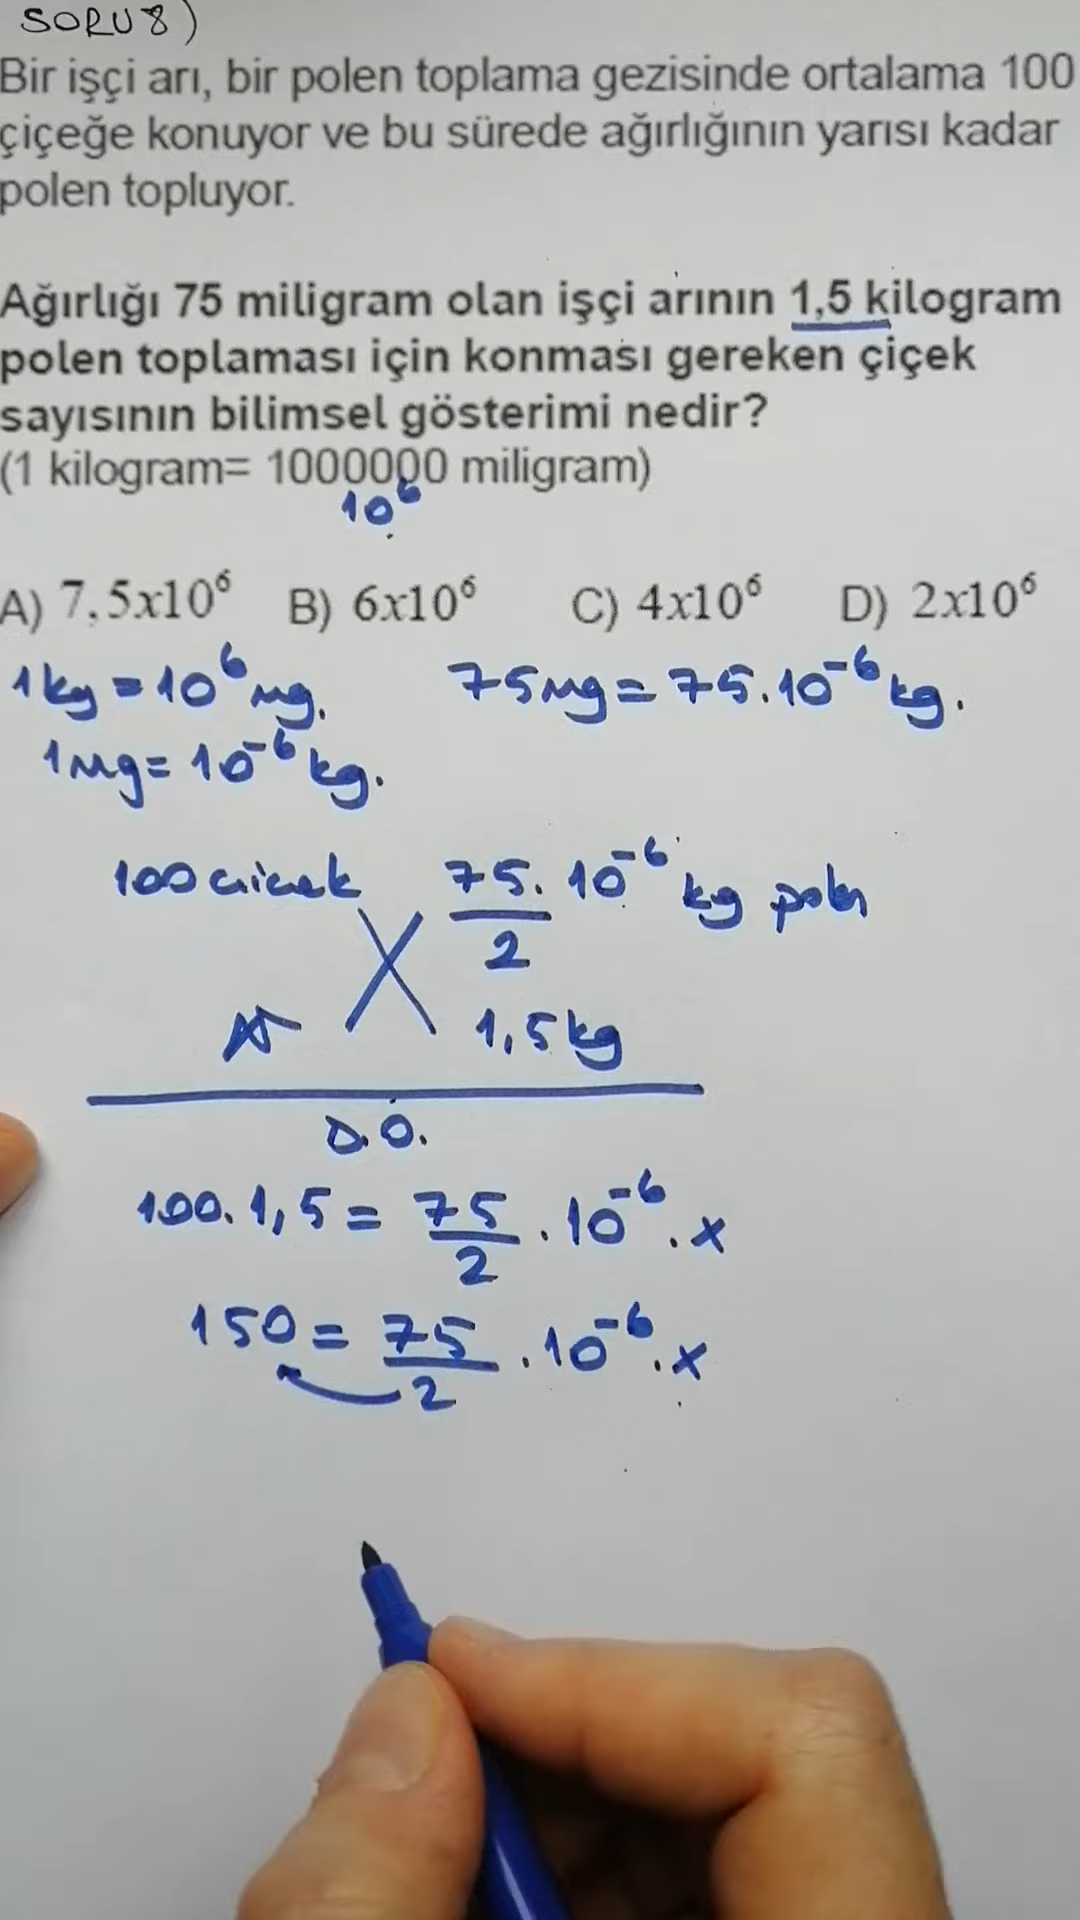 SORU 8)
Bir işçi arı, bir polen toplama gezisinde ortalama 100
çiçeğe konuyor ve bu sürede ağırlığının yarısı kadar
polen topluyor.
Ağırlığı 75 miligram olan işçi arının 1,5 kilogram
polen toplaması için konması gereken çiçek
sayısının bilimsel gösterimi nedir?
(1 kilogram= 1000000 miligram)
10⁶
A) 7,5x10⁶ B) 6x10⁶ C) 4x10⁶ D) 2x10⁶
1kg = 10⁶ mg. 75mg = 75.10⁻⁶ kg.
1mg = 10⁻⁶ kg.
100 çiçek 75/2 . 10⁻⁶ kg polen
x 1,5kg
D.O.
100.1,5 = 75/2 . 10⁻⁶ . x
150 = 75/2 . 10⁻⁶ . x